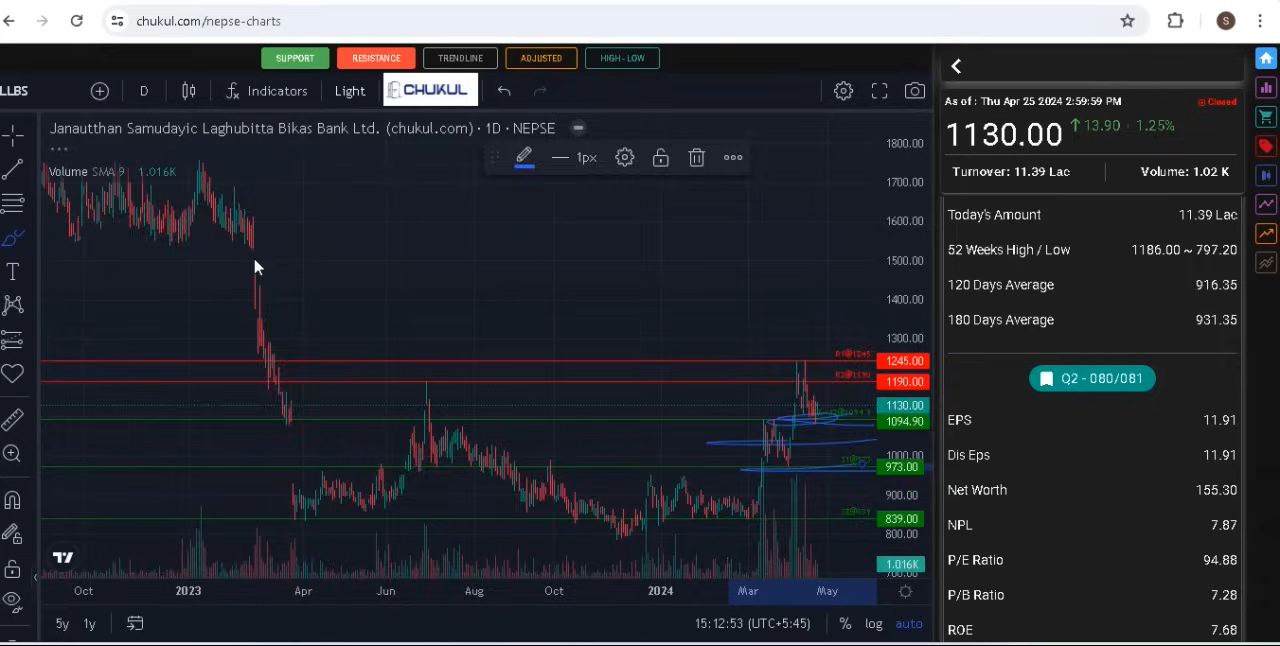 chukul.com/nepse-charts
S
SUPPORT RESISTANCE TRENDLINE ADJUSTED HIGH - LOW
LLBS D Indicators Light CHUKUL
Janautthan Samudayic Laghubitta Bikas Bank Ltd. (chukul.com) · 1D · NEPSE
1px
Volume SMA 9 1.016K
1800.00
1700.00
1600.00
1500.00
1400.00
1300.00
R1@1245 1245.00
R2@1190 1190.00
1130.00
1094.90
1000.00
973.00
900.00
839.00
800.00
1.016K
700.00
Oct 2023 Apr Jun Aug Oct 2024 Mar May
5y 1y 15:12:53 (UTC+5:45) % log auto
As of : Thu Apr 25 2024 2:59:59 PM Closed
1130.00 13.90 · 1.25%
Turnover: 11.39 Lac Volume: 1.02 K
Today's Amount 11.39 Lac
52 Weeks High / Low 1186.00 ~ 797.20
120 Days Average 916.35
180 Days Average 931.35
Q2 - 080/081
EPS 11.91
Dis Eps 11.91
Net Worth 155.30
NPL 7.87
P/E Ratio 94.88
P/B Ratio 7.28
ROE 7.68